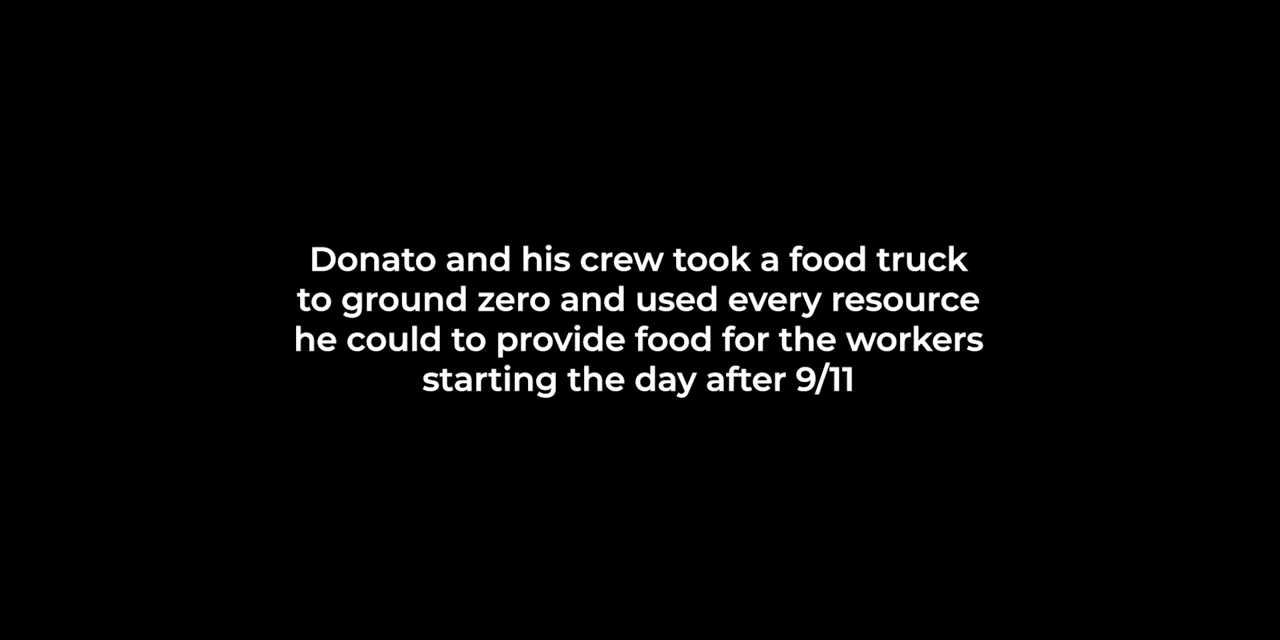 Donato and his crew took a food truck
to ground zero and used every resource
he could to provide food for the workers
starting the day after 9/11